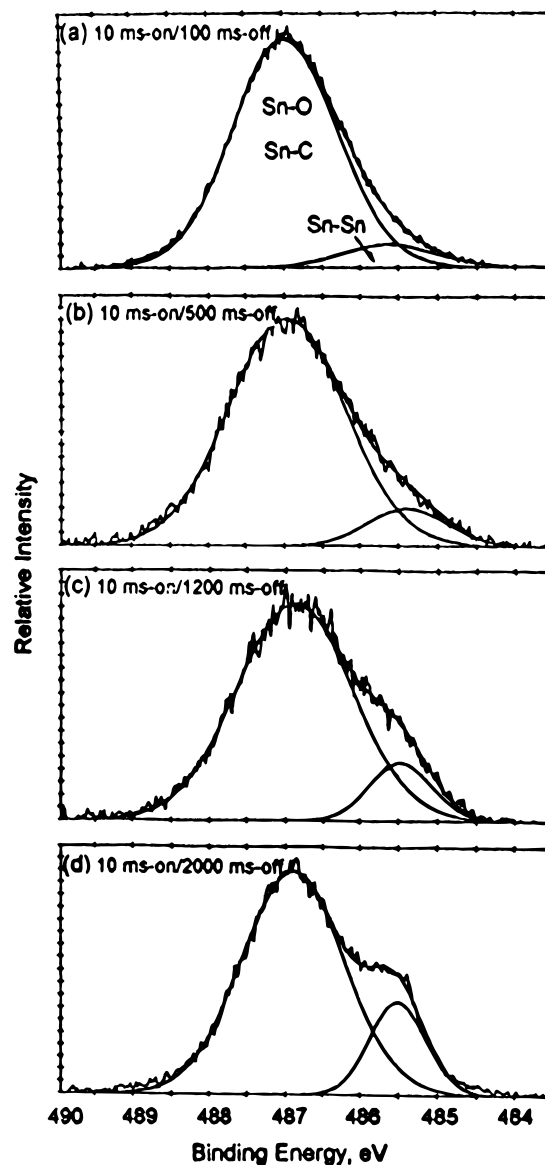 (a) 10 ms-on/100 ms-off
Sn-O
Sn-C
Sn-Sn
(b) 10 ms-on/500 ms-off
(c) 10 ms-on/1200 ms-off
(d) 10 ms-on/2000 ms-off
Relative Intensity
490 489 488 487 486 485 484
Binding Energy, eV